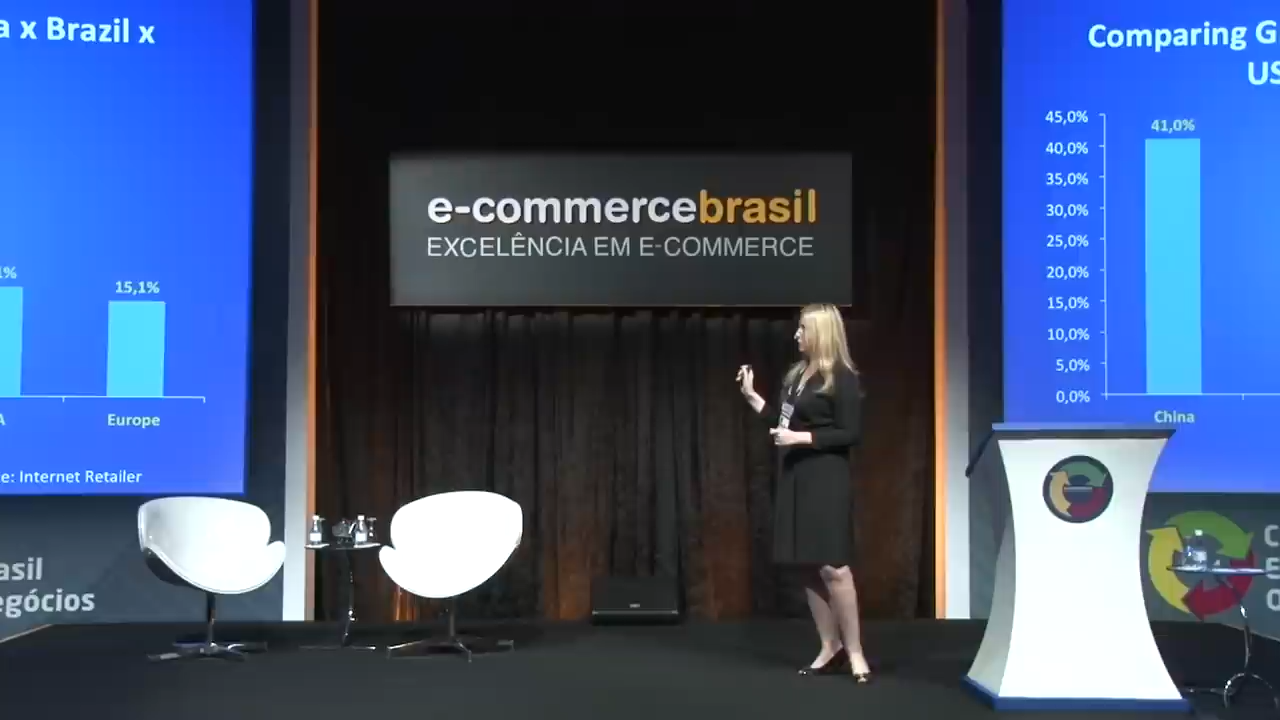 a x Brazil x
1%
15,1%
A
Europe
e: Internet Retailer
asil
egócios
e-commercebrasil
EXCELÊNCIA EM E-COMMERCE
Comparing G
US
45,0%
40,0%
35,0%
30,0%
25,0%
20,0%
15,0%
10,0%
5,0%
0,0%
41,0%
China
C
E
O